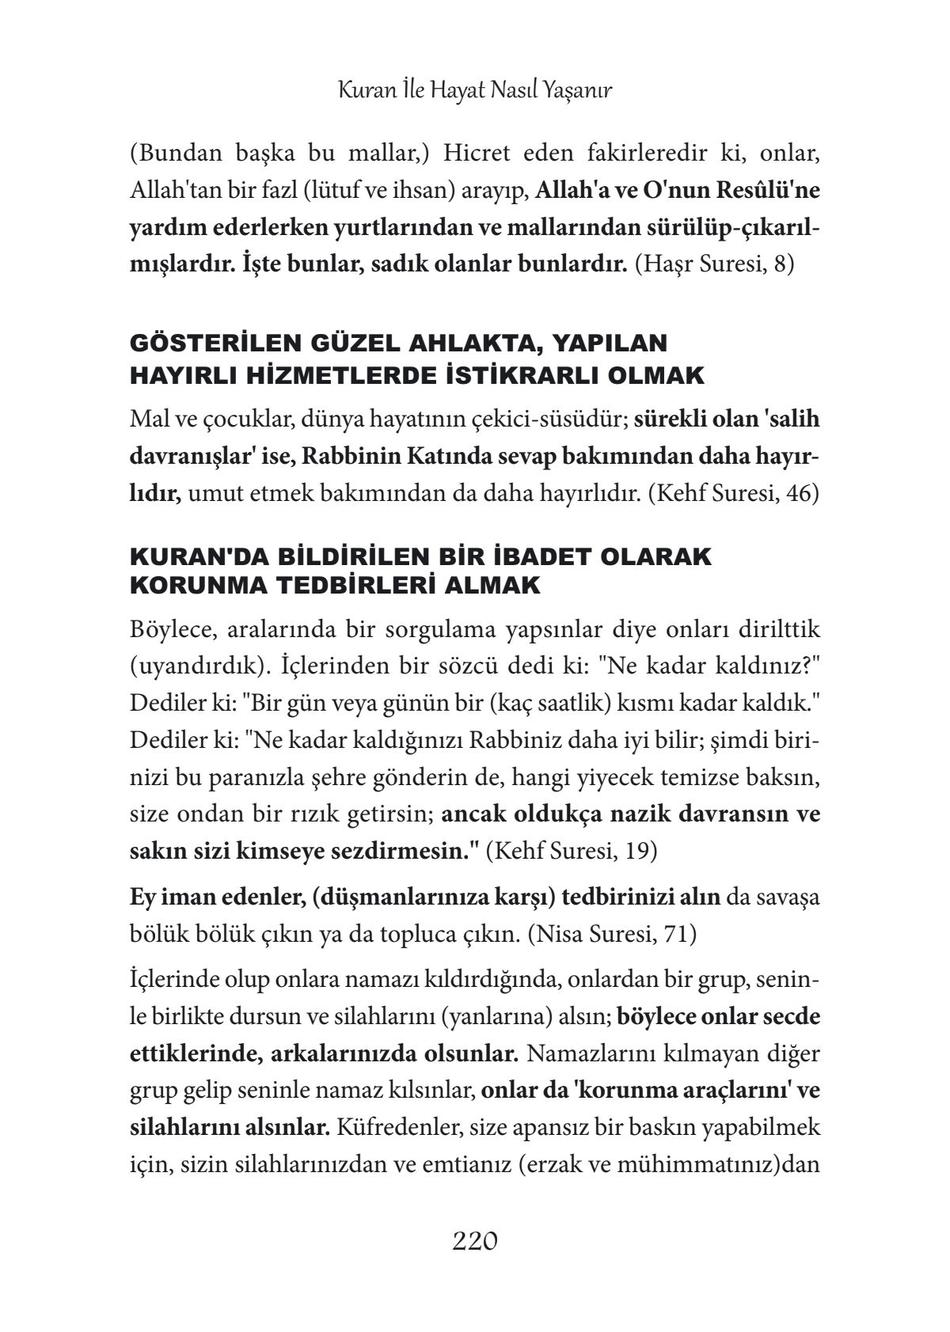 Kuran İle Hayat Nasıl Yaşanır
(Bundan başka bu mallar,) Hicret eden fakirleredir ki, onlar,
Allah'tan bir fazl (lütuf ve ihsan) arayıp, Allah'a ve O'nun Resûlü'ne
yardım ederlerken yurtlarından ve mallarından sürülüp-çıkarıl-
mışlardır. İşte bunlar, sadık olanlar bunlardır. (Haşr Suresi, 8)
GÖSTERİLEN GÜZEL AHLAKTA, YAPILAN
HAYIRLI HİZMETLERDE İSTİKRARLI OLMAK
Mal ve çocuklar, dünya hayatının çekici-süsüdür; sürekli olan 'salih
davranışlar' ise, Rabbinin Katında sevap bakımından daha hayır-
lıdır, umut etmek bakımından da daha hayırlıdır. (Kehf Suresi, 46)
KURAN'DA BİLDİRİLEN BİR İBADET OLARAK
KORUNMA TEDBİRLERİ ALMAK
Böylece, aralarında bir sorgulama yapsınlar diye onları dirilttik
(uyandırdık). İçlerinden bir sözcü dedi ki: "Ne kadar kaldınız?"
Dediler ki: "Bir gün veya günün bir (kaç saatlik) kısmı kadar kaldık."
Dediler ki: "Ne kadar kaldığınızı Rabbiniz daha iyi bilir; şimdi biri-
nizi bu paranızla şehre gönderin de, hangi yiyecek temizse baksın,
size ondan bir rızık getirsin; ancak oldukça nazik davransın ve
sakın sizi kimseye sezdirmesin." (Kehf Suresi, 19)
Ey iman edenler, (düşmanlarınıza karşı) tedbirinizi alın da savaşa
bölük bölük çıkın ya da topluca çıkın. (Nisa Suresi, 71)
İçlerinde olup onlara namazı kıldırdığında, onlardan bir grup, senin-
le birlikte dursun ve silahlarını (yanlarına) alsın; böylece onlar secde
ettiklerinde, arkalarınızda olsunlar. Namazlarını kılmayan diğer
grup gelip seninle namaz kılsınlar, onlar da 'korunma araçlarını' ve
silahlarını alsınlar. Küfredenler, size apansız bir baskın yapabilmek
için, sizin silahlarınızdan ve emtianız (erzak ve mühimmatınız)dan
220